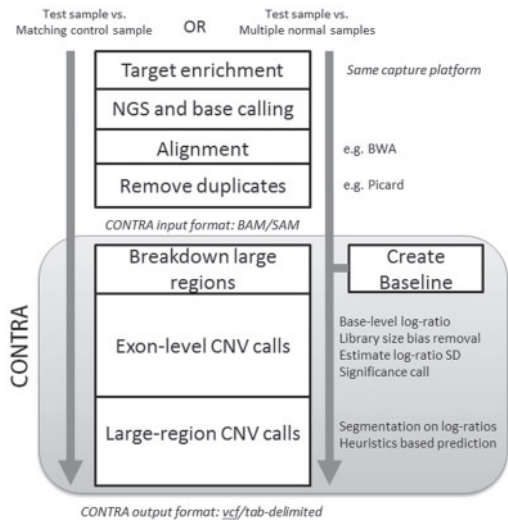 Test sample vs.
Matching control sample
OR
Test sample vs.
Multiple normal samples
Target enrichment
Same capture platform
NGS and base calling
Alignment
e.g. BWA
Remove duplicates
e.g. Picard
CONTRA input format: BAM/SAM
CONTRA
Breakdown large
regions
Create
Baseline
Exon-level CNV calls
Base-level log-ratio
Library size bias removal
Estimate log-ratio SD
Significance call
Large-region CNV calls
Segmentation on log-ratios
Heuristics based prediction
CONTRA output format: vcf/tab-delimited